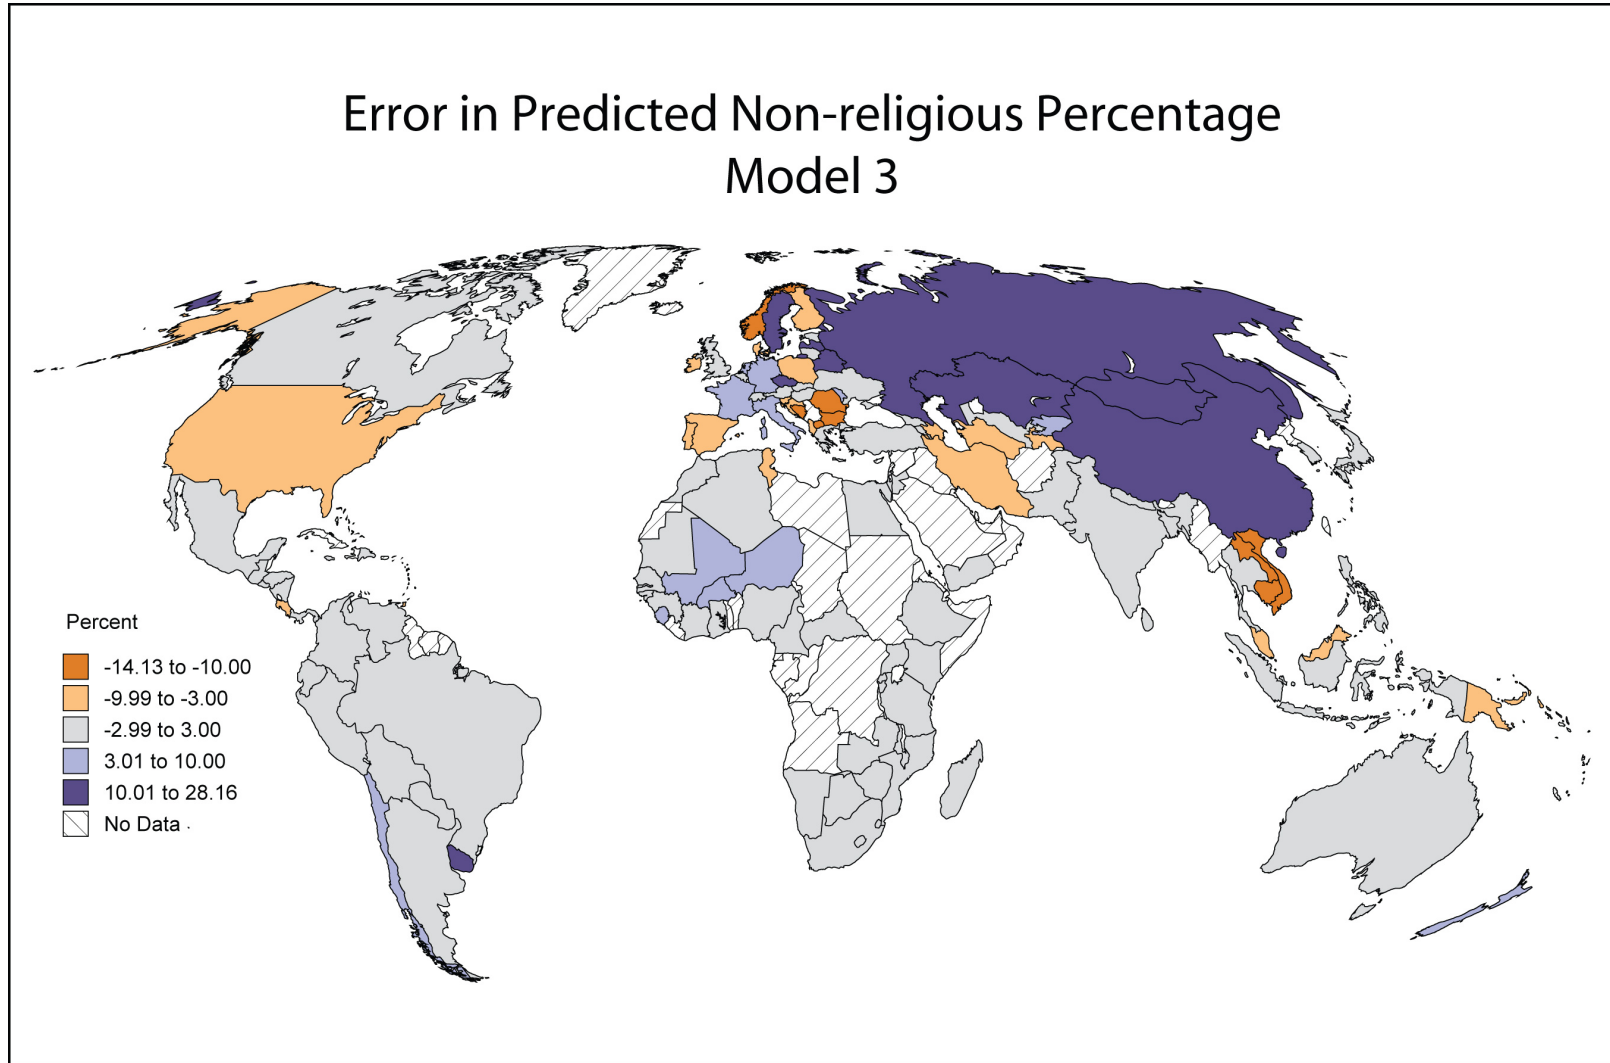 Error in Predicted Non-religious Percentage
Model 3
Percent
-14.13 to -10.00
-9.99 to -3.00
-2.99 to 3.00
3.01 to 10.00
10.01 to 28.16
No Data .